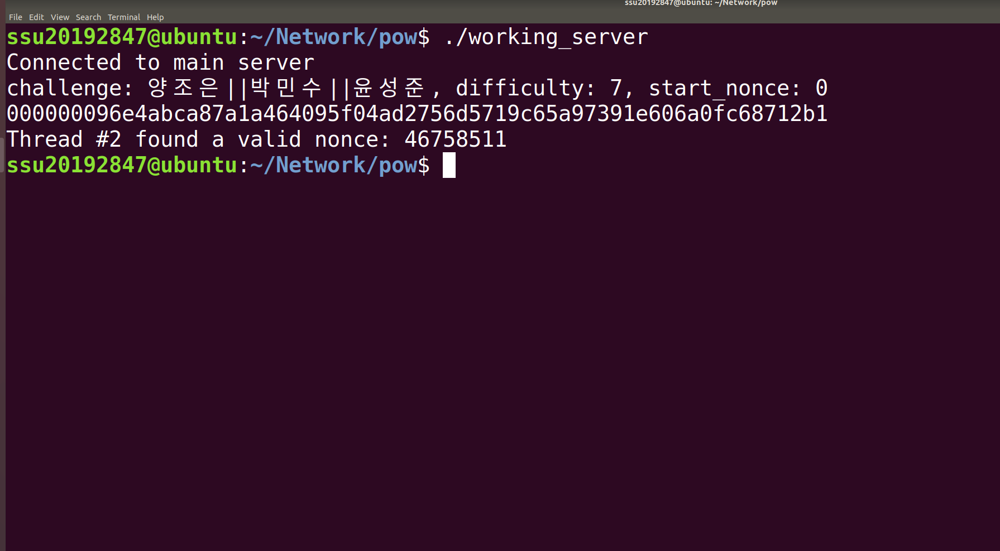 ssu20192847@ubuntu: ~/Network/pow
File Edit View Search Terminal Help
ssu20192847@ubuntu:~/Network/pow$ ./working_server
Connected to main server
challenge: 양조은||박민수||윤성준, difficulty: 7, start_nonce: 0
000000096e4abca87a1a464095f04ad2756d5719c65a97391e606a0fc68712b1
Thread #2 found a valid nonce: 46758511
ssu20192847@ubuntu:~/Network/pow$